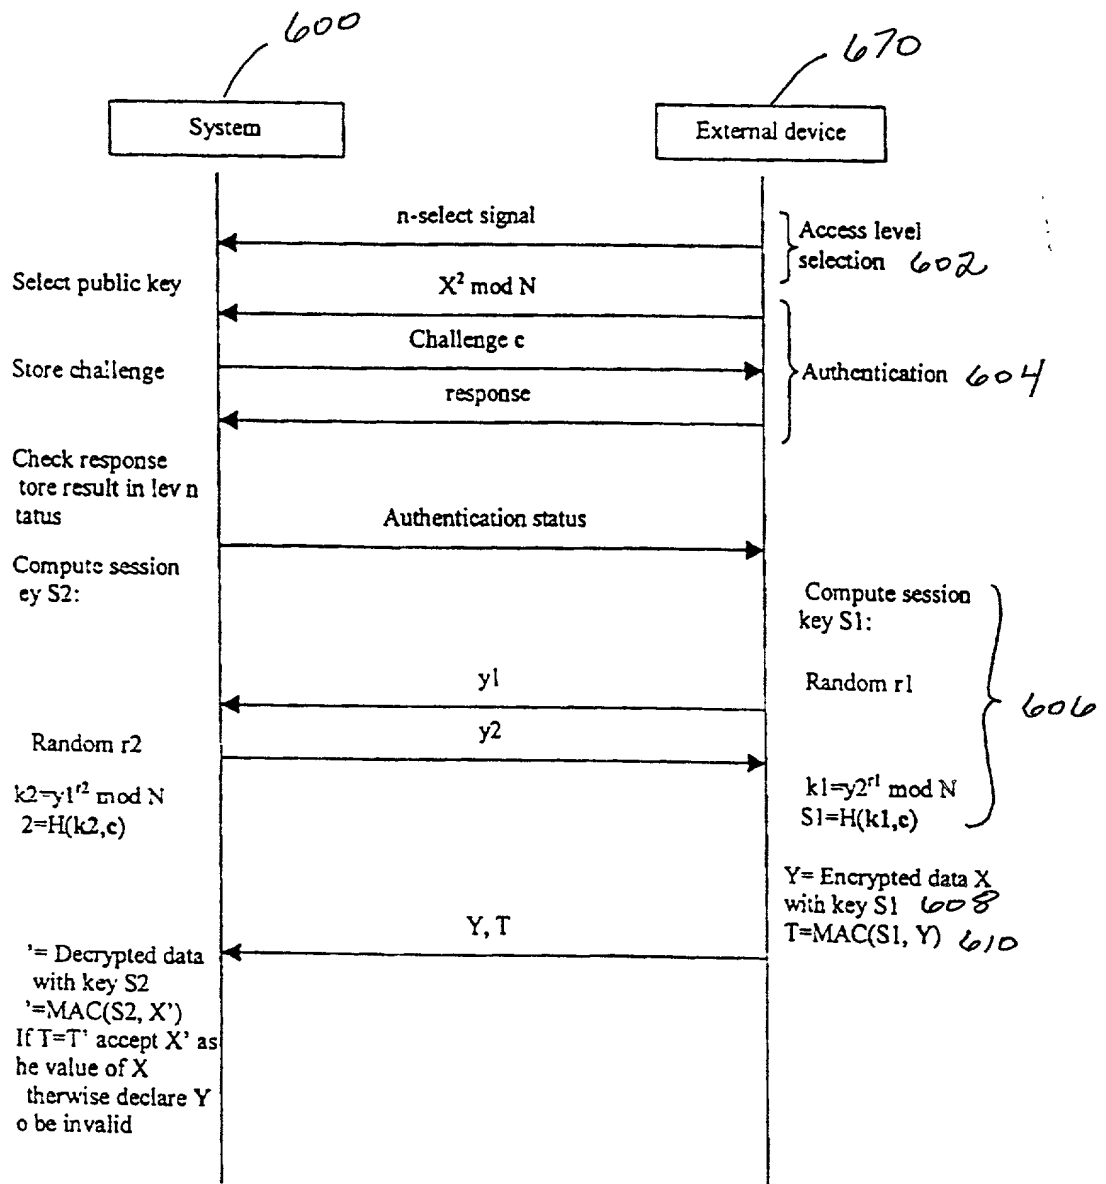 600
670
System
External device
n-select signal
Access level
selection 602
Select public key
X² mod N
Challenge c
Store challenge
Authentication 604
response
Check response
tore result in lev n
tatus
Authentication status
Compute session
ey S2:
Compute session
key S1:
y1
Random r1
606
y2
Random r2
k2=y1^r2 mod N
2=H(k2,c)
k1=y2^r1 mod N
S1=H(k1,c)
Y= Encrypted data X
with key S1 608
T=MAC(S1, Y) 610
Y, T
'= Decrypted data
with key S2
'=MAC(S2, X')
If T=T' accept X' as
he value of X
therwise declare Y
o be invalid